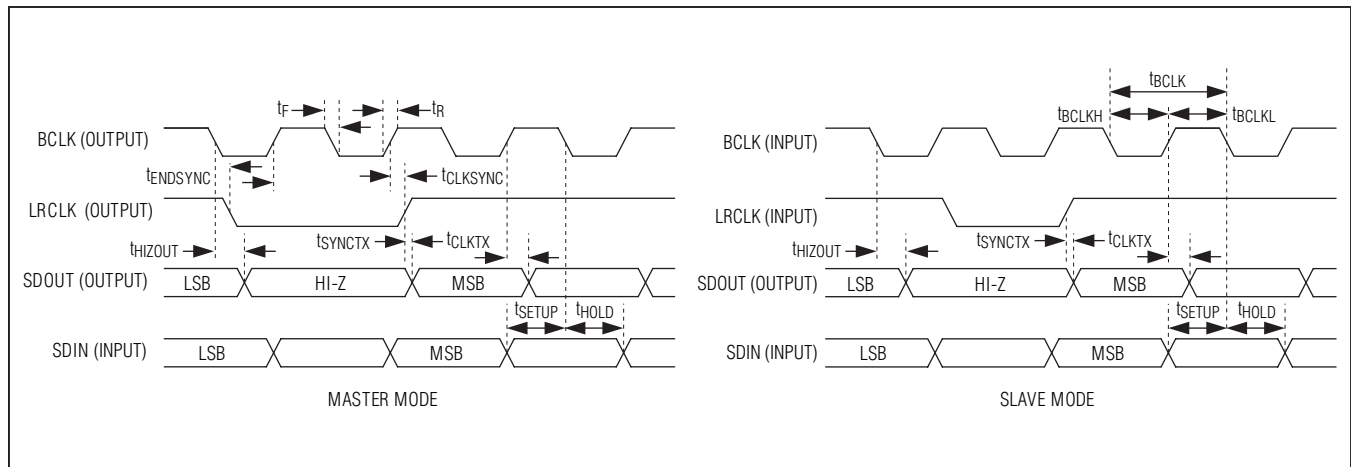 tF
tR
BCLK (OUTPUT)
tENDSYNC
tCLKSYNC
LRCLK (OUTPUT)
tHIZOUT
tSYNCTX
tCLKTX
SDOUT (OUTPUT)
LSB
HI-Z
MSB
tSETUP
tHOLD
SDIN (INPUT)
LSB
MSB
MASTER MODE
tBCLK
tBCLKH
tBCLKL
BCLK (INPUT)
LRCLK (INPUT)
tHIZOUT
tSYNCTX
tCLKTX
SDOUT (OUTPUT)
LSB
HI-Z
MSB
tSETUP
tHOLD
SDIN (INPUT)
LSB
MSB
SLAVE MODE